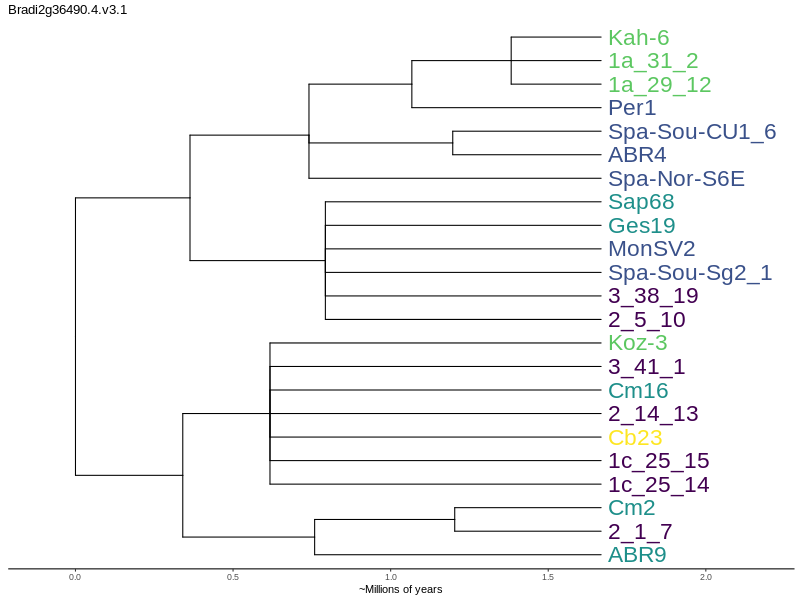 Bradi2g36490.4.v3.1
Kah-6
1a_31_2
1a_29_12
Per1
Spa-Sou-CU1_6
ABR4
Spa-Nor-S6E
Sap68
Ges19
MonSV2
Spa-Sou-Sg2_1
3_38_19
2_5_10
Koz-3
3_41_1
Cm16
2_14_13
Cb23
1c_25_15
1c_25_14
Cm2
2_1_7
ABR9
0.0 0.5 1.0 1.5 2.0
~Millions of years